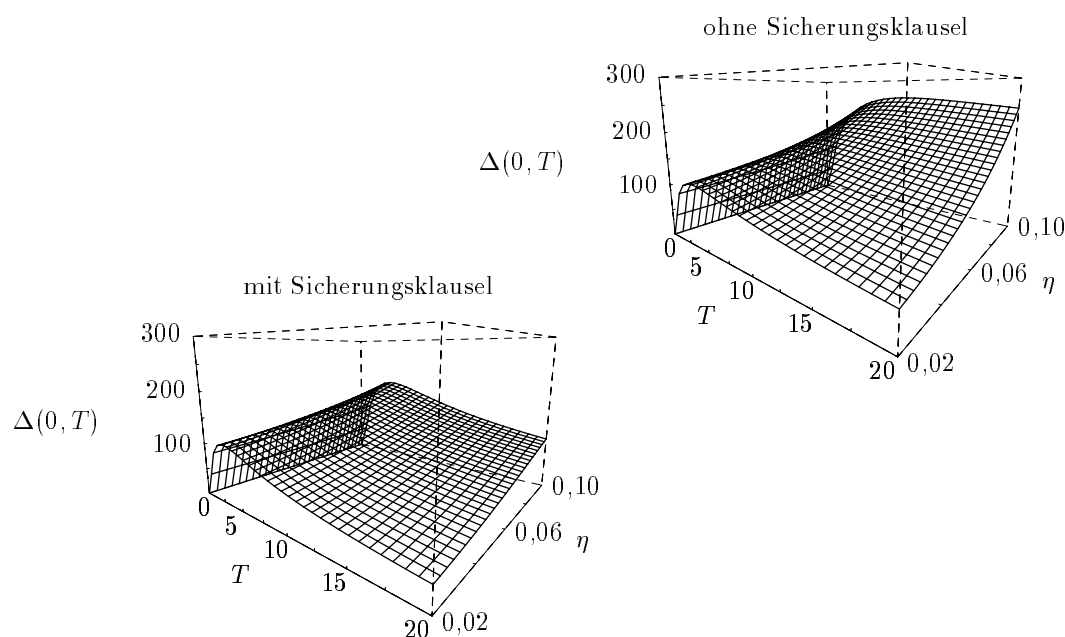 ohne Sicherungsklausel
300
200
Δ(0, T)
100
0
5
10
15
20
T
0,10
0,06
η
0,02
mit Sicherungsklausel
300
200
Δ(0, T)
100
0
5
10
15
20
T
0,10
0,06
η
0,02